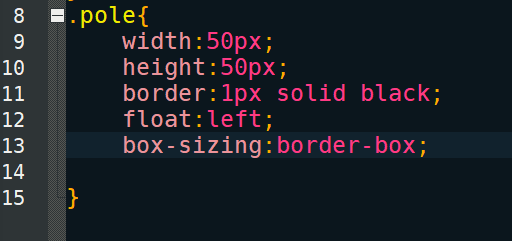 8 .pole{
9 width:50px;
10 height:50px;
11 border:1px solid black;
12 float:left;
13 box-sizing:border-box;
14
15 }